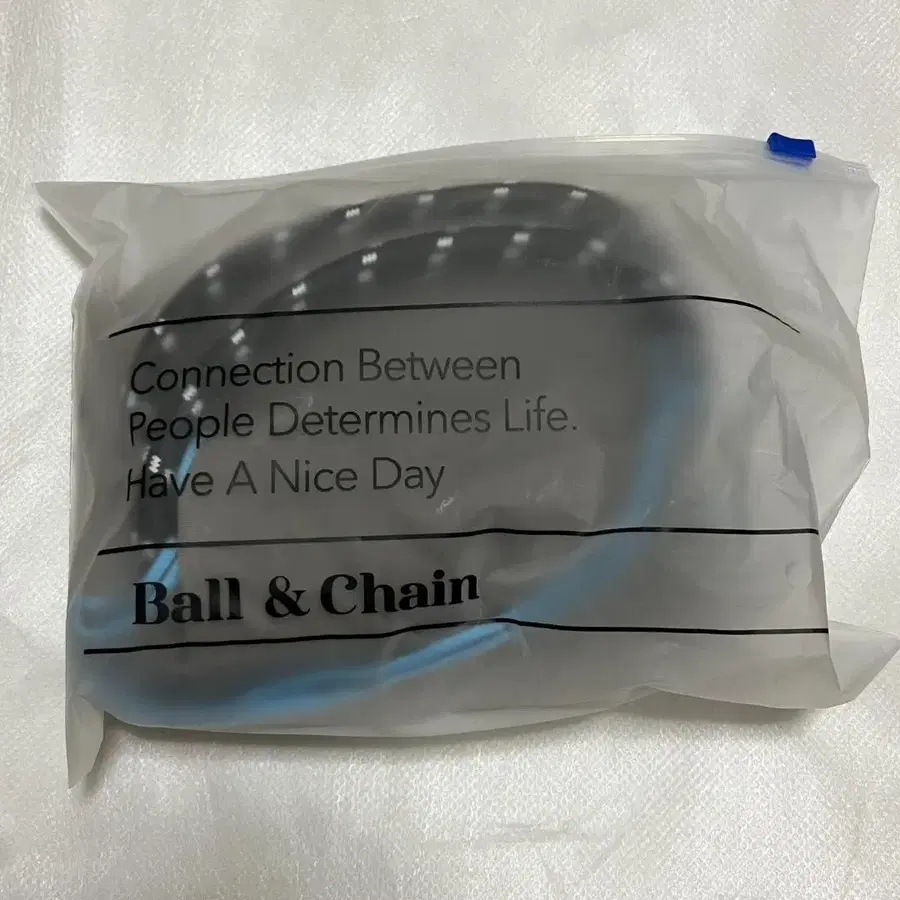 Connection Between
People Determines Life.
Have A Nice Day
Ball & Chain